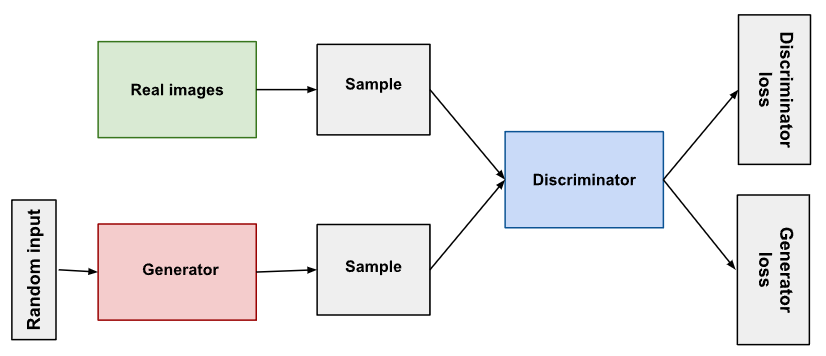 Real images
Sample
Discriminator
loss
Discriminator
Random input
Generator
Sample
Generator
loss